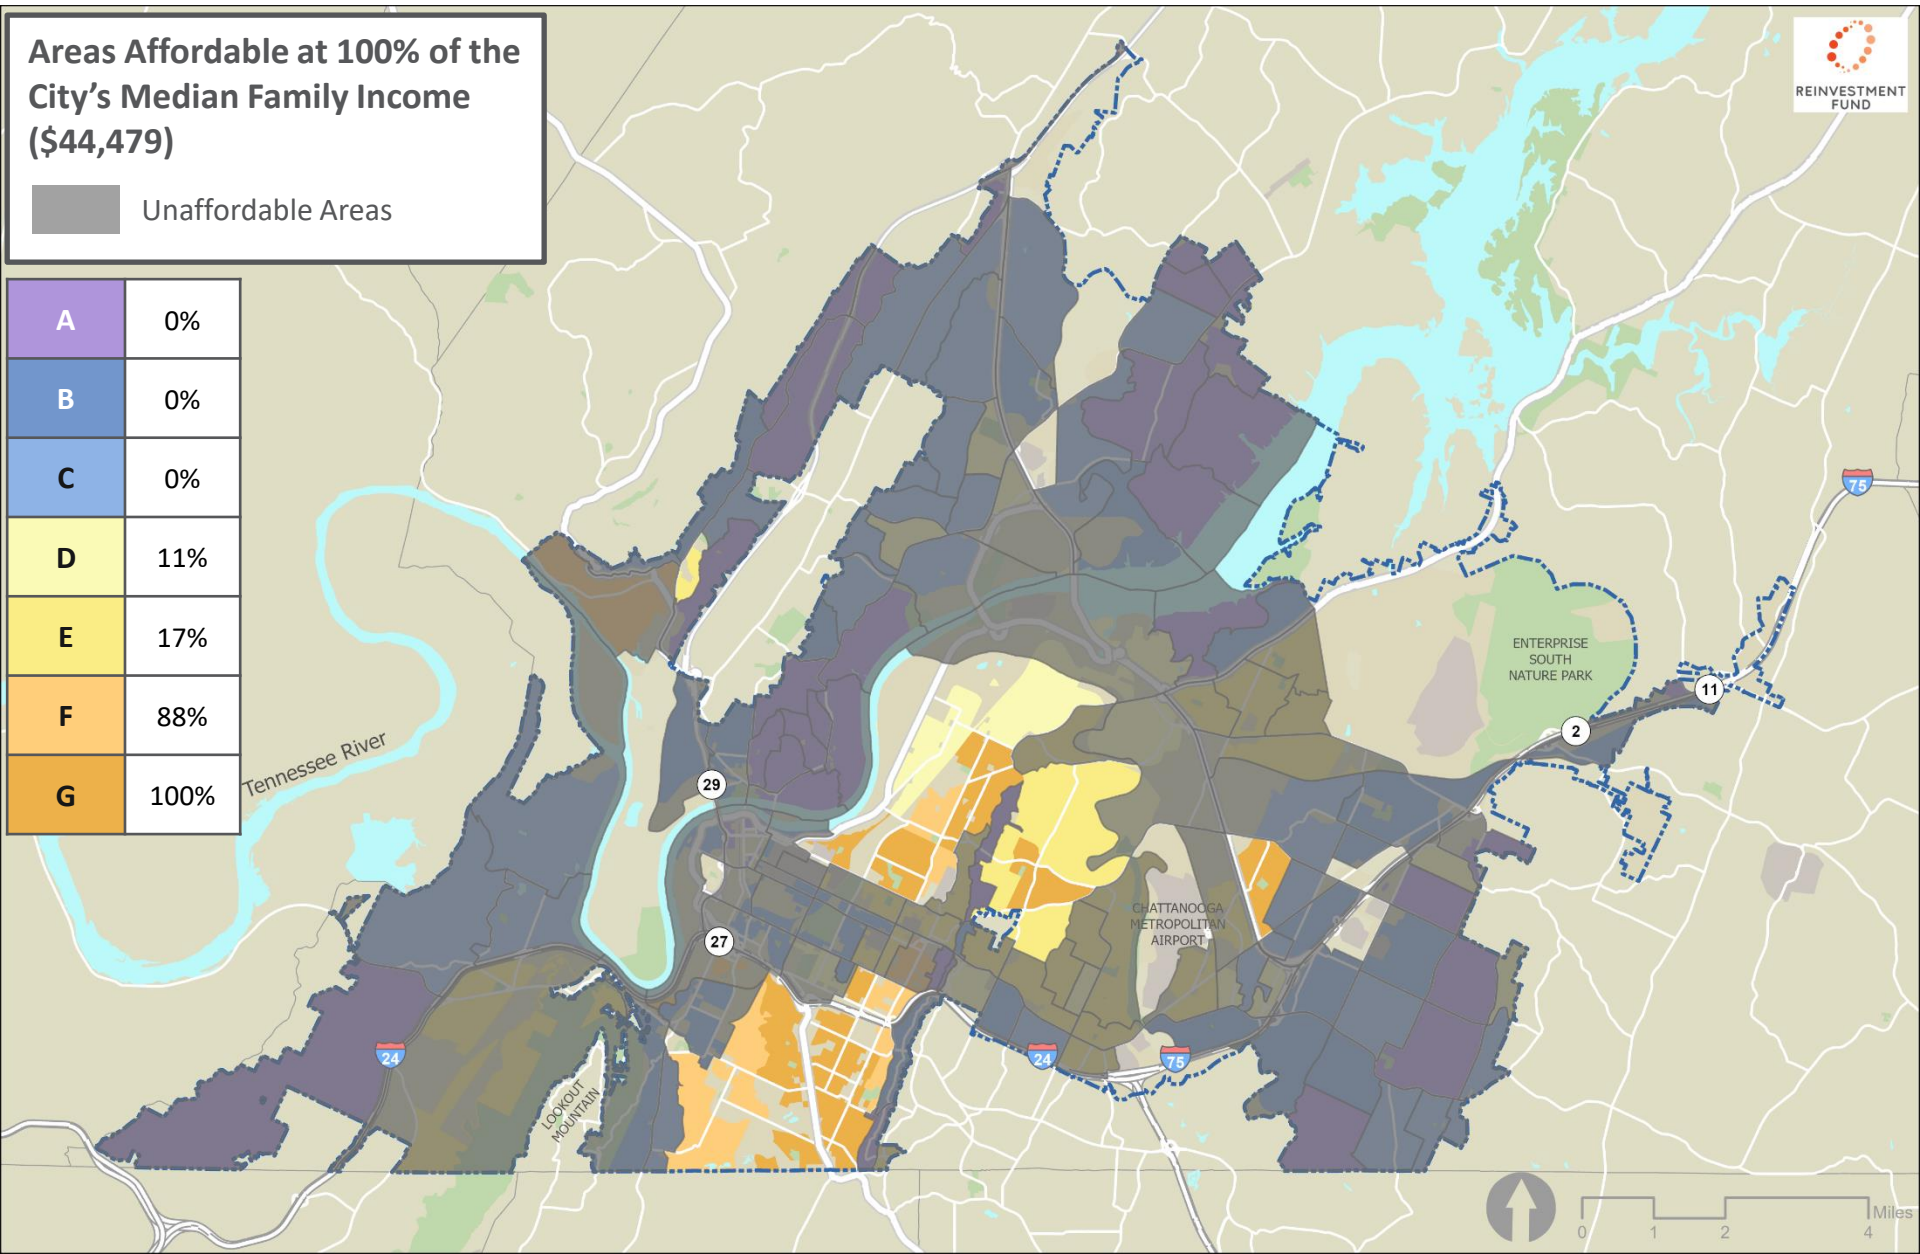 Areas Affordable at 100% of the
City’s Median Family Income
($44,479)
Unaffordable Areas
REINVESTMENT
FUND
A 0%
B 0%
C 0%
D 11%
E 17%
F 88%
G 100%
Tennessee River
75
ENTERPRISE
SOUTH
NATURE PARK
11
2
29
CHATTANOOGA
METROPOLITAN
AIRPORT
27
24
24
75
LOOKOUT
MOUNTAIN
Miles
0 1 2 4